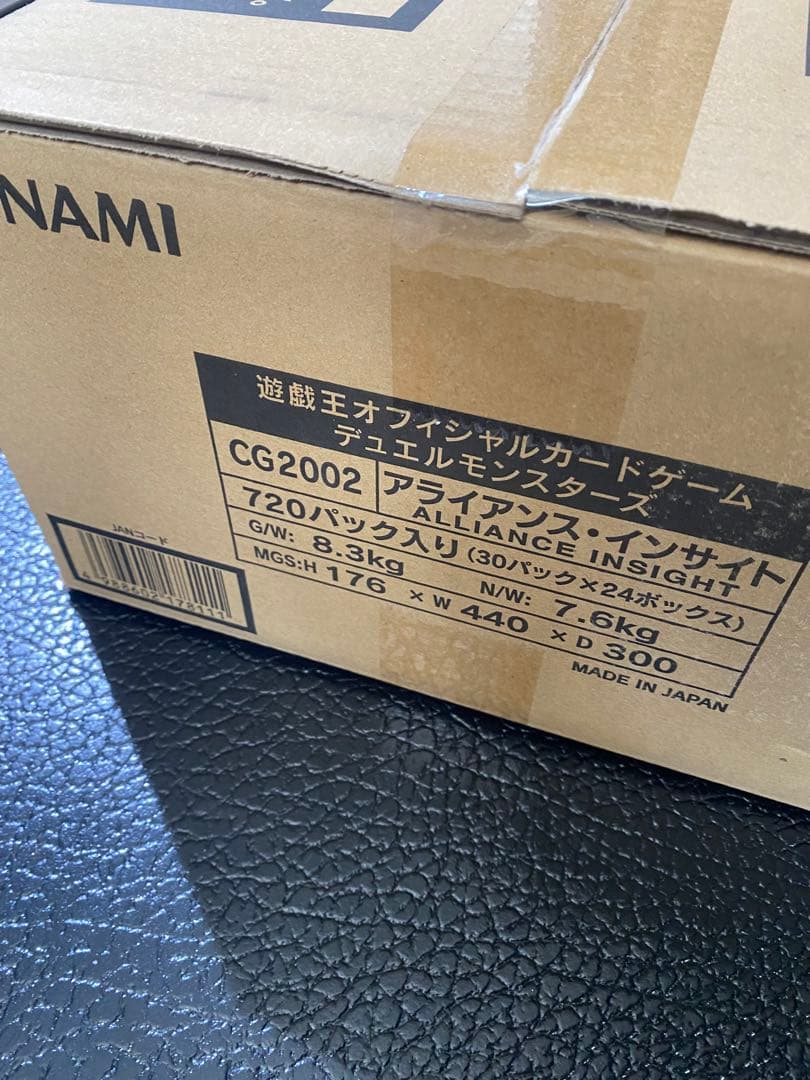 NAMI
遊戯王オフィシャルカードゲーム
デュエルモンスターズ
CG2002 アライアンス・インサイト
ALLIANCE INSIGHT
720パック入り(30パック×24ボックス)
G/W: 8.3kg N/W: 7.6kg
MGS:H 176 × W 440 × D 300
MADE IN JAPAN
JANコード
4 988602 178111